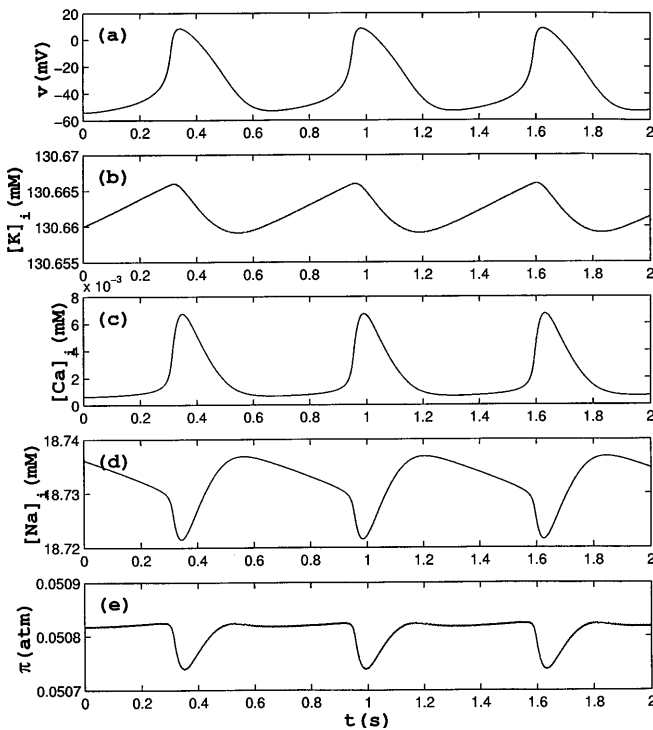 (a)
v(mV)
20
0
-20
-40
-60
0 0.2 0.4 0.6 0.8 1 1.2 1.4 1.6 1.8 2
(b)
[K]i(mM)
130.67
130.665
130.66
130.655
0 0.2 0.4 0.6 0.8 1 1.2 1.4 1.6 1.8 2
x 10-3
(c)
[Ca]i(mM)
8
6
4
2
0
0 0.2 0.4 0.6 0.8 1 1.2 1.4 1.6 1.8 2
(d)
[Na]i(mM)
18.74
18.73
18.72
0 0.2 0.4 0.6 0.8 1 1.2 1.4 1.6 1.8 2
(e)
π(atm)
0.0509
0.0508
0.0507
0 0.2 0.4 0.6 0.8 1 1.2 1.4 1.6 1.8 2
t(s)